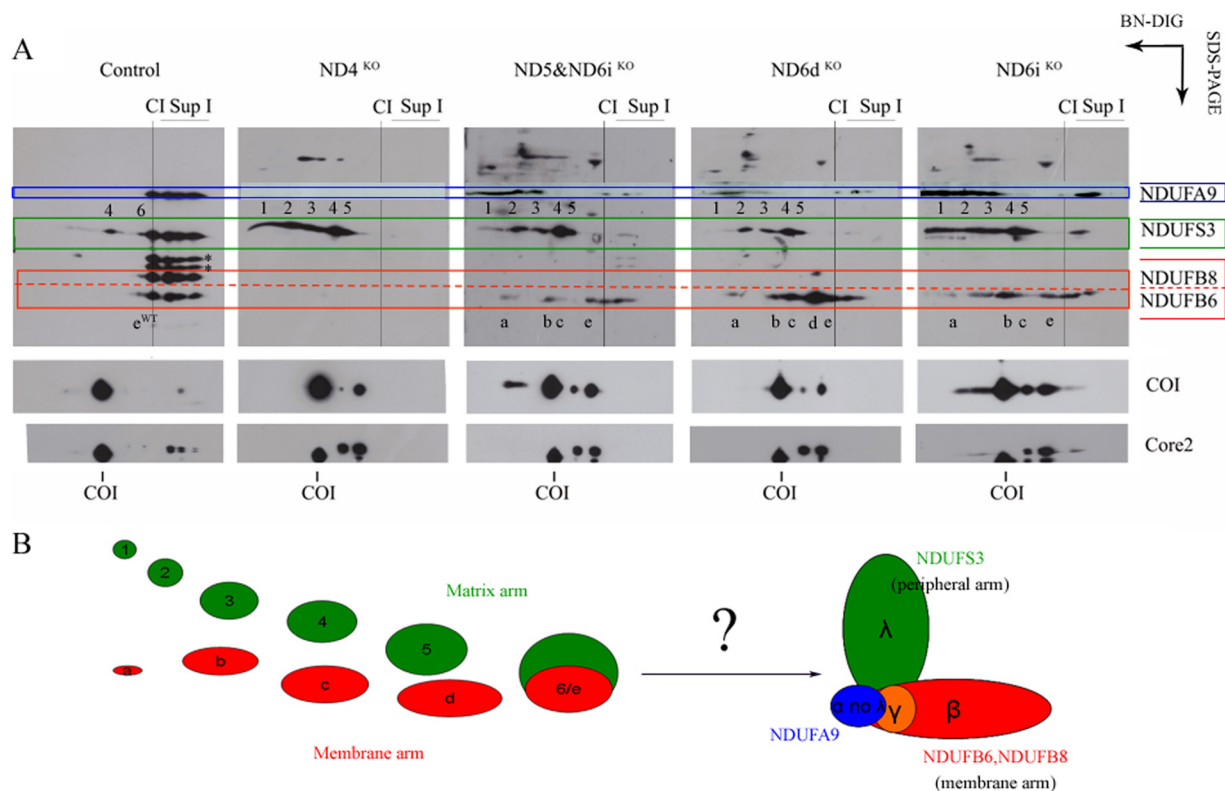 A
BN-DIG
SDS-PAGE
Control
ND4 KO
ND5&ND6i KO
ND6d KO
ND6i KO
CI Sup I
CI Sup I
CI Sup I
CI Sup I
CI Sup I
NDUFA9
4 6
1 2 3 4 5
1 2 3 4 5
1 2 3 4 5
1 2 3 4 5
NDUFS3
*
*
NDUFB8
NDUFB6
eWT
a b c e
a b c d e
a b c e
COI
Core2
COI
COI
COI
COI
COI
B
1
2
3
4
5
Matrix arm
a
b
c
d
6/e
Membrane arm
?
NDUFS3
(peripheral arm)
λ
α no λ
γ
β
NDUFA9
NDUFB6,NDUFB8
(membrane arm)